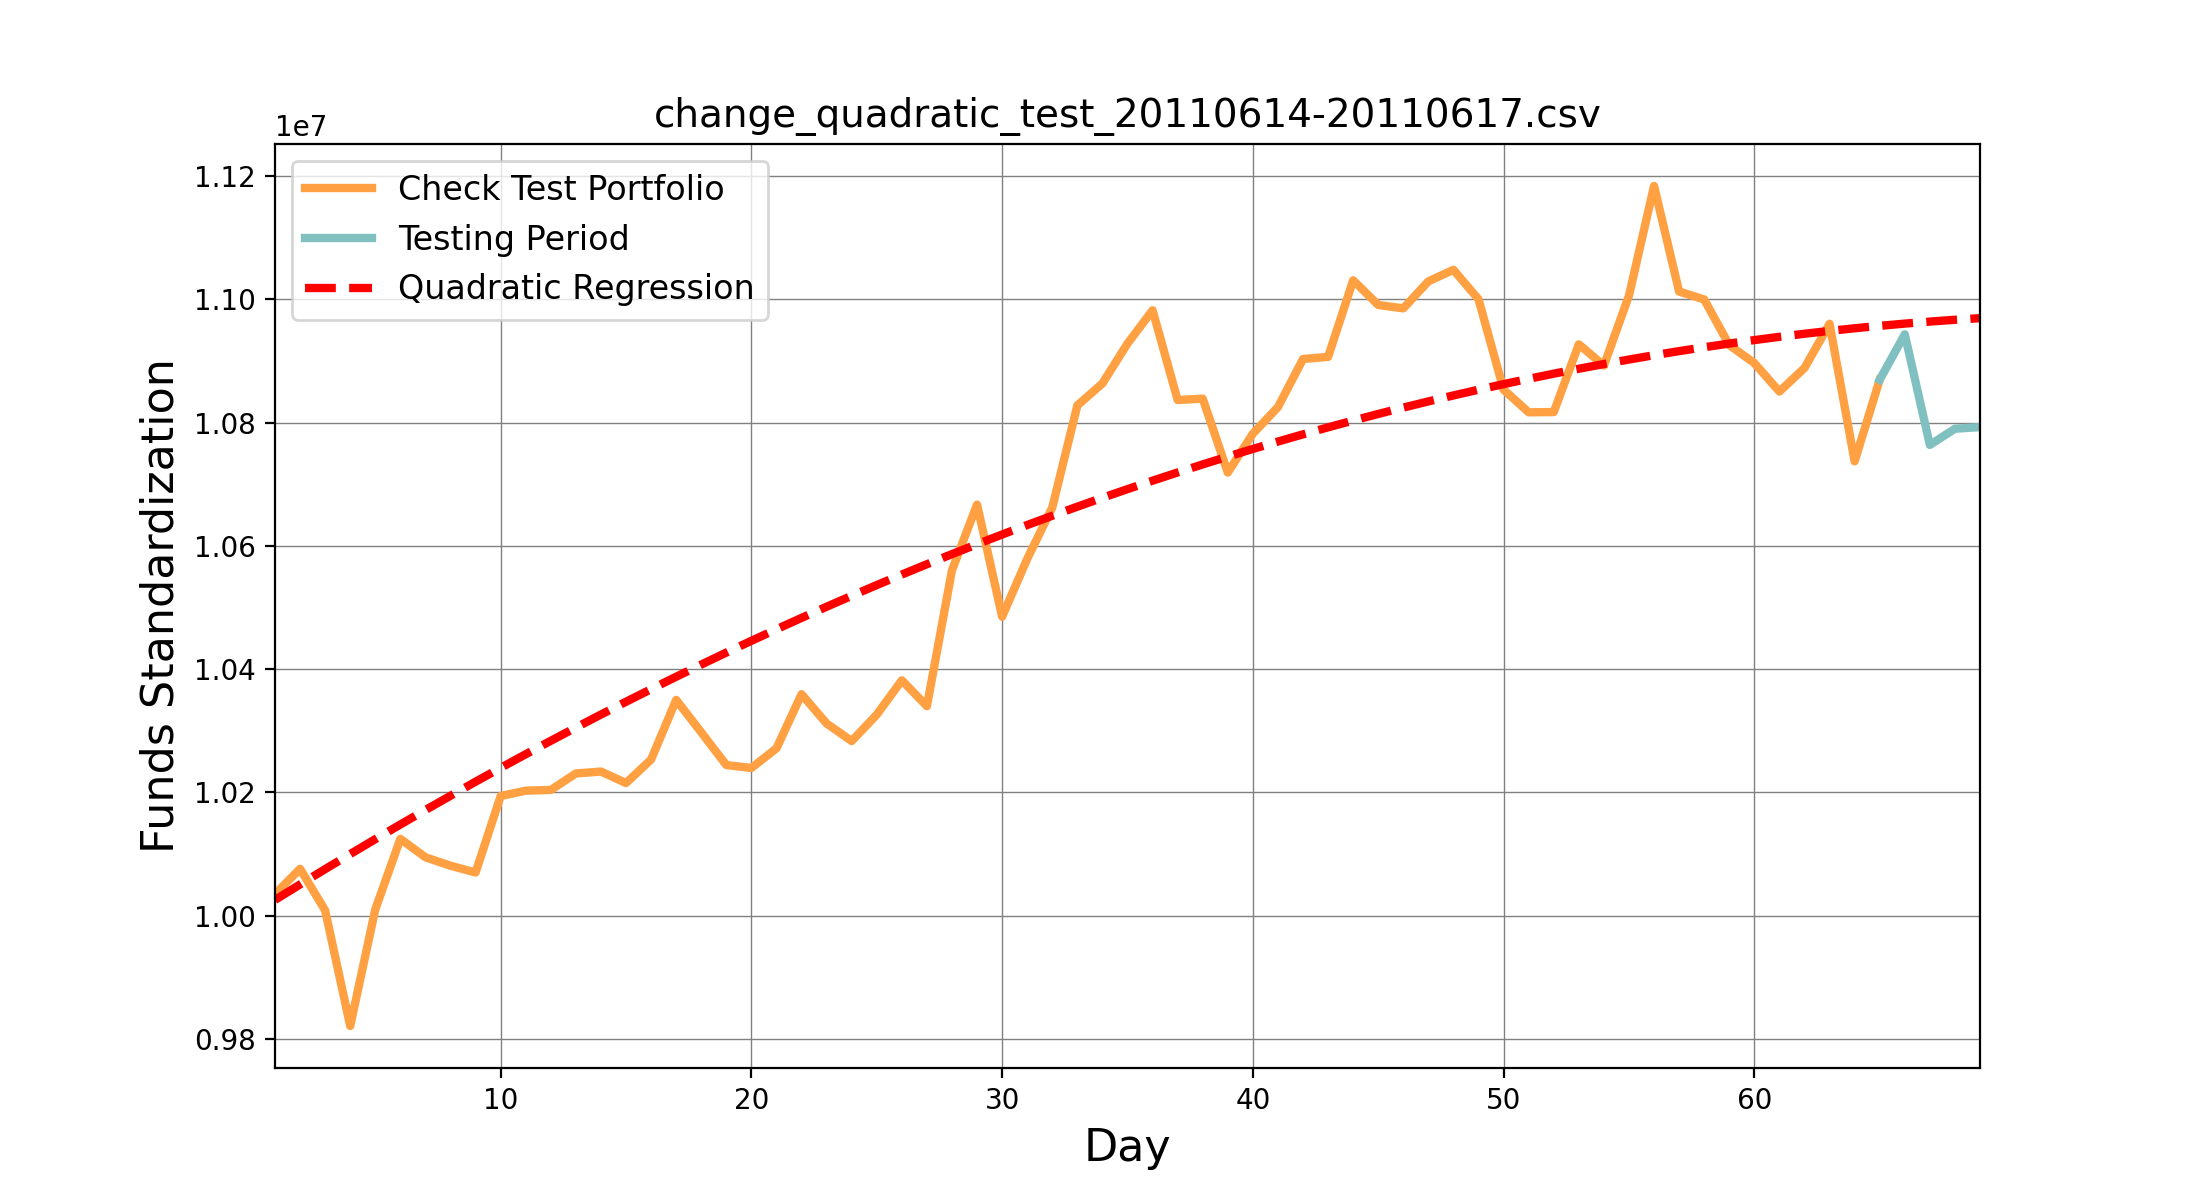 change_quadratic_test_20110614-20110617.csv
1e7
Check Test Portfolio
Testing Period
Quadratic Regression
1.12
1.10
1.08
1.06
1.04
1.02
1.00
0.98
Funds Standardization
10 20 30 40 50 60
Day